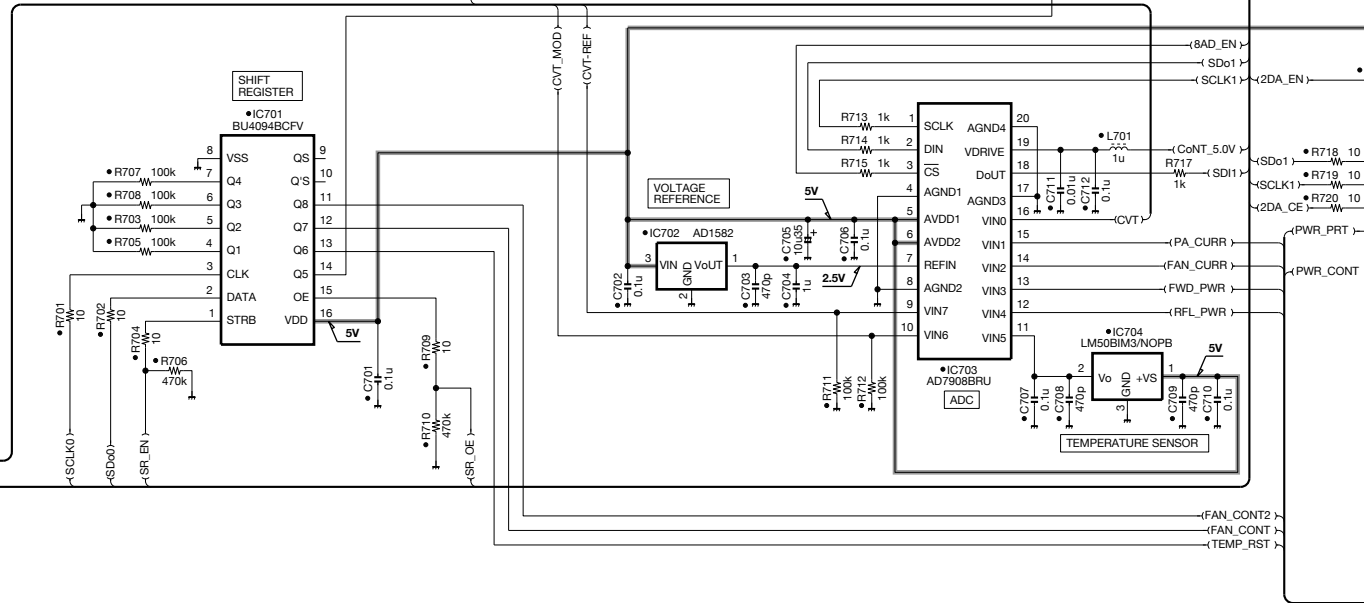 SHIFT
REGISTER
•IC701
BU4094BCFV
8 VSS QS 9
7 Q4 Q'S 10
6 Q3 Q8 11
5 Q2 Q7 12
4 Q1 Q6 13
3 CLK Q5 14
2 DATA OE 15
1 STRB VDD 16
5V
•R707 100k
•R708 100k
•R703 100k
•R705 100k
•R701 10
•R702 10
•R704 10
•R706
470k
•C701 0.1u
•R709 10
•R710 470k
(SCLK0)
(SDo0)
(SR_EN)
(SR_OE)
(CVT_MOD)
(CVT-REF)
VOLTAGE
REFERENCE
•IC702 AD1582
3 VIN GND VoUT 1
2
•C702 0.1u
•C703 470p
•C704 1u
•C705 10u35 +
•C706 0.1u
5V
2.5V
R713 1k
R714 1k
R715 1k
1 SCLK AGND4 20
2 DIN VDRIVE 19
3 CS DoUT 18
4 AGND1 AGND3 17
5 AVDD1 VIN0 16
6 AVDD2 VIN1 15
7 REFIN VIN2 14
8 AGND2 VIN3 13
9 VIN7 VIN4 12
10 VIN6 VIN5 11
•IC703
AD7908BRU
ADC
•R711 100k
•R712 100k
•L701
1u
•C711 0.01u
•C712 0.1u
R717
1k
(8AD_EN)
(SDo1)
(SCLK1)
(CoNT_5.0V)
(SDI1)
(CVT)
(PA_CURR)
(FAN_CURR)
(FWD_PWR)
(RFL_PWR)
•IC704
LM50BIM3/NOPB
2 Vo GND +VS 1
3
5V
•C707 0.1u
•C708 470p
•C709 470p
•C710 0.1u
TEMPERATURE SENSOR
(FAN_CONT2)
(FAN_CONT)
(TEMP_RST)
(2DA_EN)
(SDo1) •R718 10
(SCLK1) •R719 10
(2DA_CE) •R720 10
(PWR_PRT)
(PWR_CONT